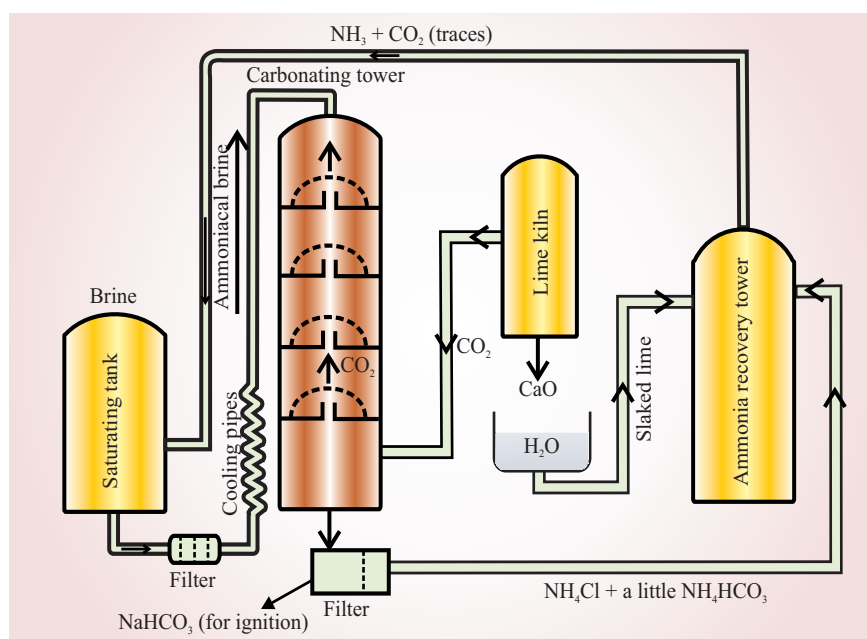 NH₃ + CO₂ (traces)
Carbonating tower
Ammoniacal brine
Brine
Saturating tank
Cooling pipes
Filter
CO₂
Lime kiln
CO₂
CaO
H₂O
Slaked lime
Ammonia recovery tower
NH₄Cl + a little NH₄HCO₃
Filter
NaHCO₃ (for ignition)